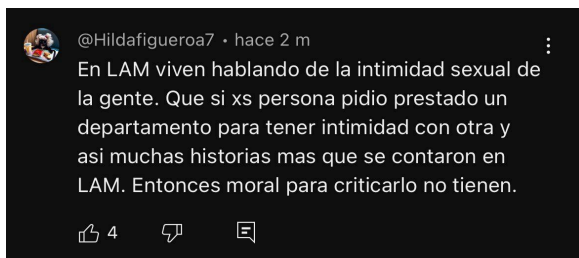 @Hildafigueroa7 • hace 2 m
En LAM viven hablando de la intimidad sexual de
la gente. Que si xs persona pidio prestado un
departamento para tener intimidad con otra y
asi muchas historias mas que se contaron en
LAM. Entonces moral para criticarlo no tienen.
4